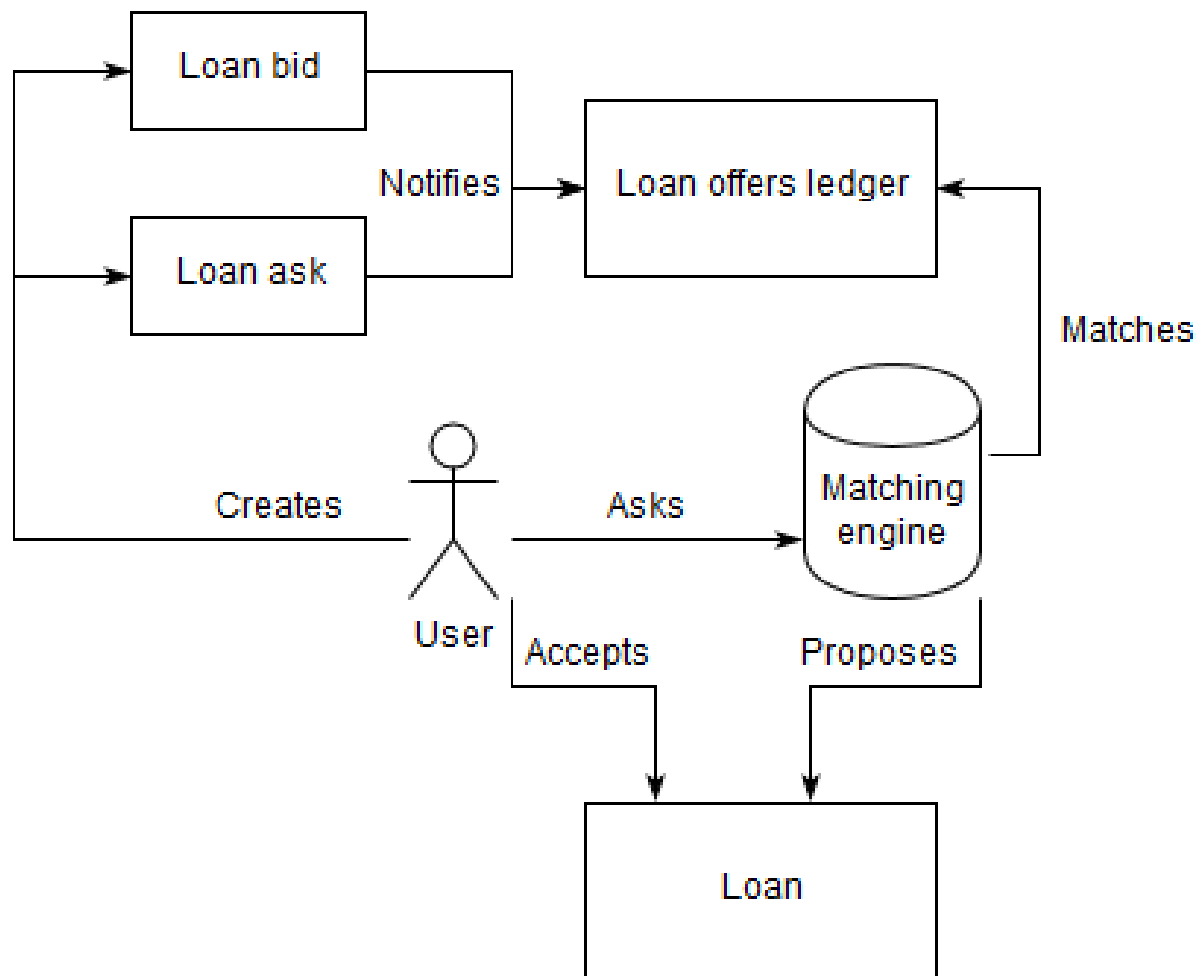 Loan bid
Notifies
Loan offers ledger
Loan ask
Matches
Creates
Asks
Matching
engine
User
Accepts
Proposes
Loan